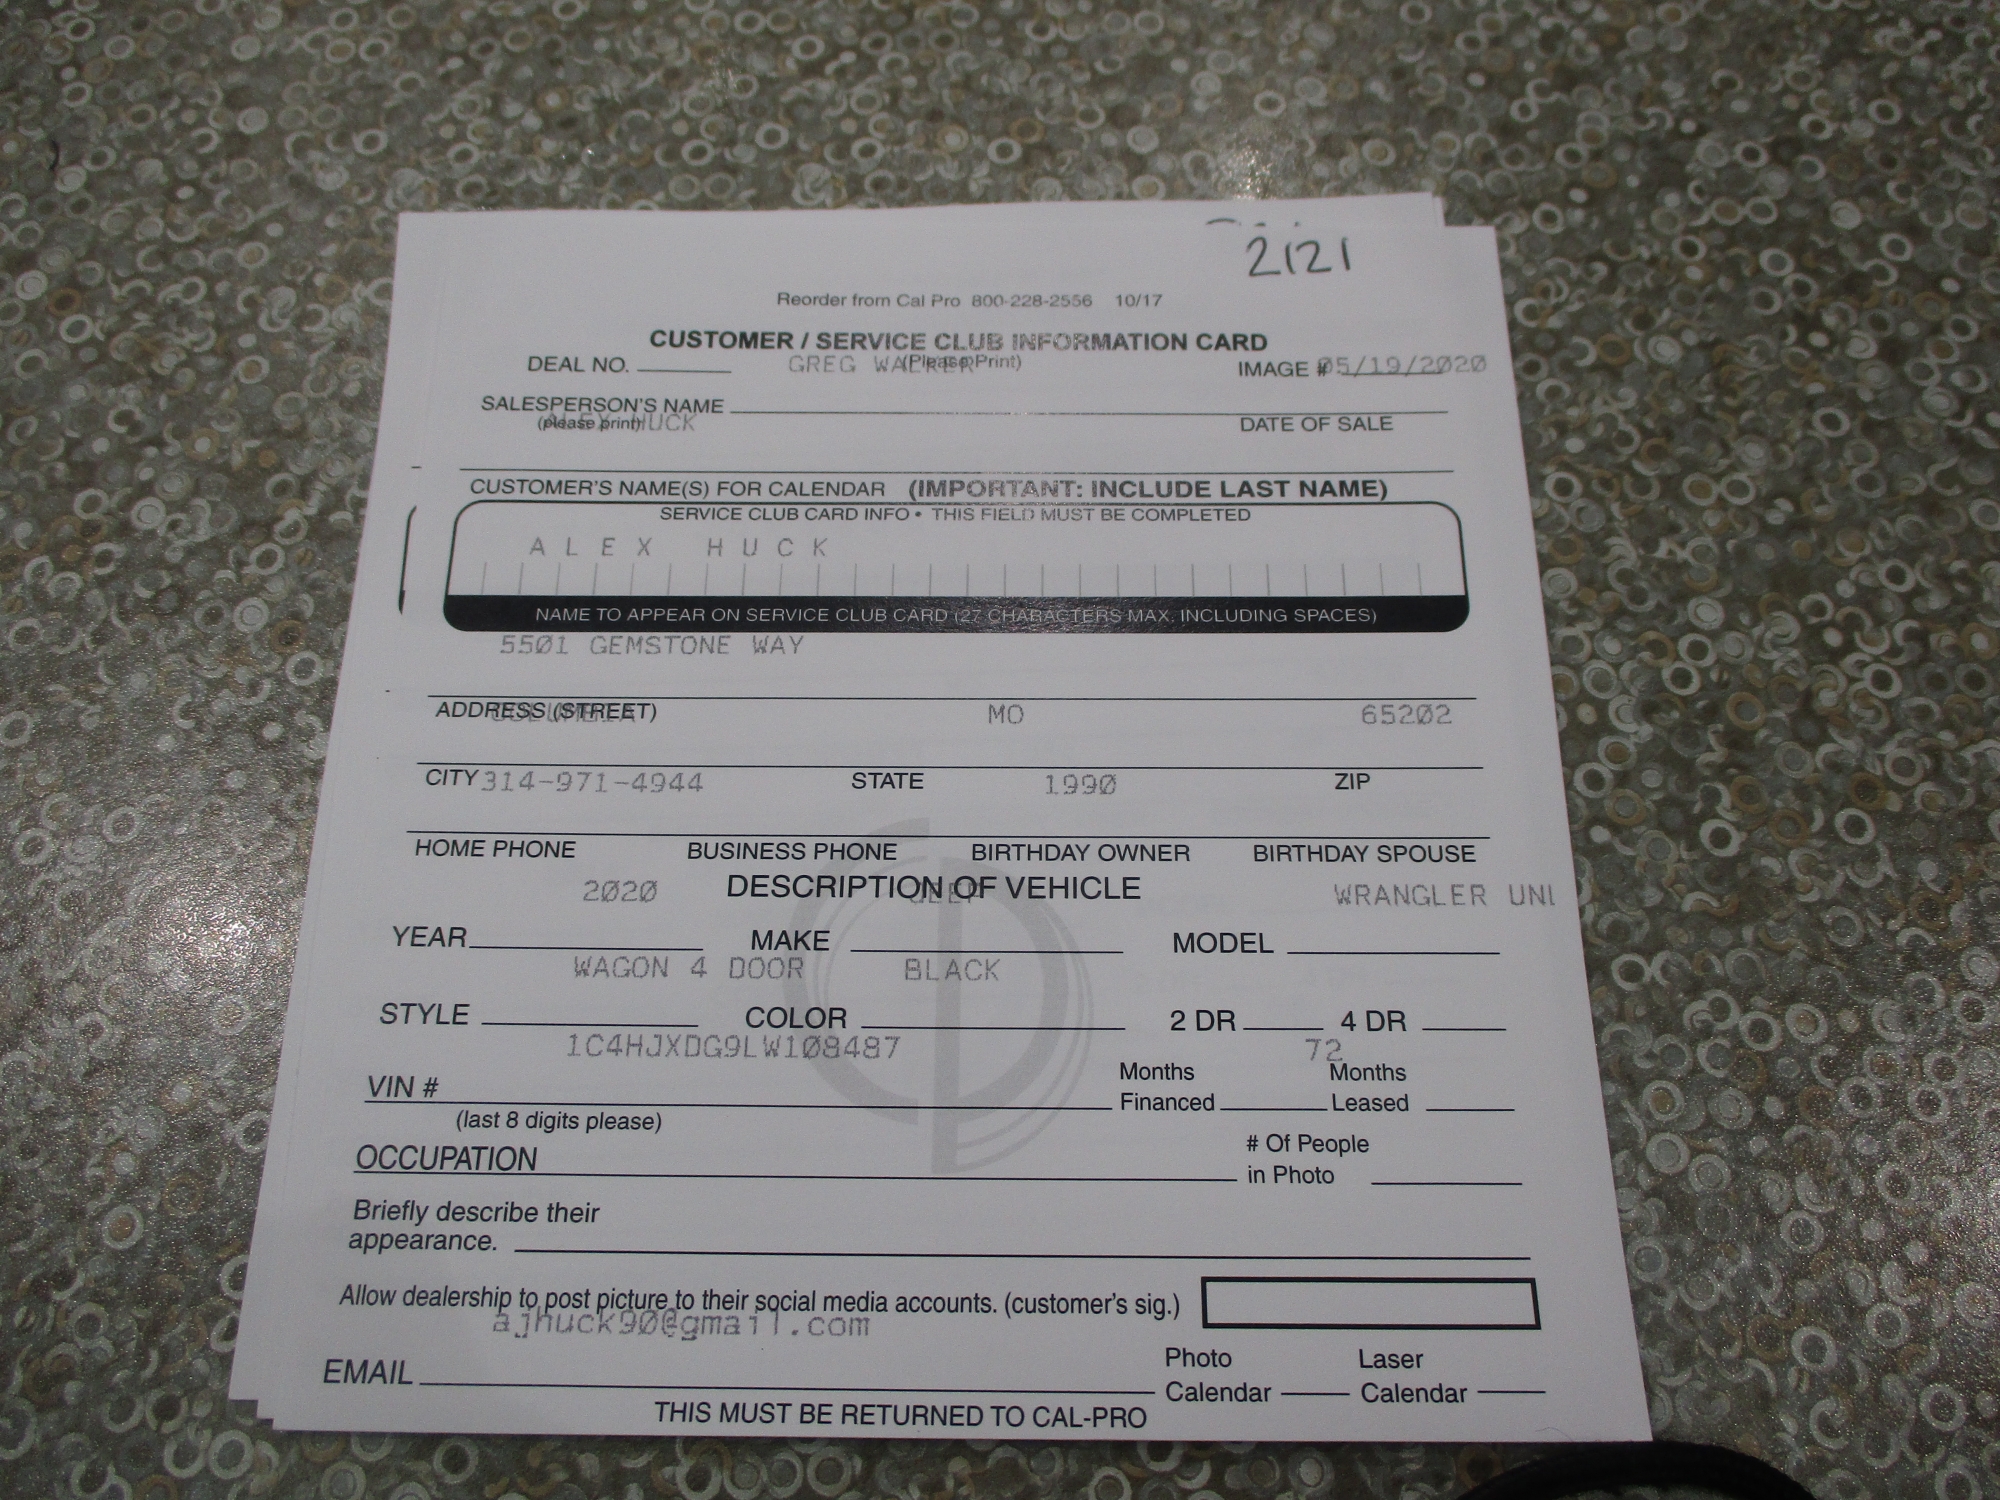 2121
Reorder from Cal Pro 800-228-2556 10/17
CUSTOMER / SERVICE CLUB INFORMATION CARD
DEAL NO. GREG WALKER (Please Print) IMAGE # 05/19/2020
SALESPERSON'S NAME
(please print) ALEX HUCK DATE OF SALE
CUSTOMER'S NAME(S) FOR CALENDAR (IMPORTANT: INCLUDE LAST NAME)
SERVICE CLUB CARD INFO • THIS FIELD MUST BE COMPLETED
ALEX HUCK
NAME TO APPEAR ON SERVICE CLUB CARD (27 CHARACTERS MAX. INCLUDING SPACES)
5501 GEMSTONE WAY
ADDRESS (STREET) COLUMBIA MO 65202
CITY 314-971-4944 STATE 1990 ZIP
HOME PHONE BUSINESS PHONE BIRTHDAY OWNER BIRTHDAY SPOUSE
2020 DESCRIPTION OF VEHICLE JEEP WRANGLER UNL
YEAR MAKE MODEL
WAGON 4 DOOR BLACK
STYLE COLOR 2 DR 4 DR
1C4HJXDG9LW108487 72
VIN # Months Financed Months Leased
(last 8 digits please)
OCCUPATION # Of People in Photo
Briefly describe their
appearance.
Allow dealership to post picture to their social media accounts. (customer's sig.)
ajhuck90@gmail.com
EMAIL Photo Calendar Laser Calendar
THIS MUST BE RETURNED TO CAL-PRO